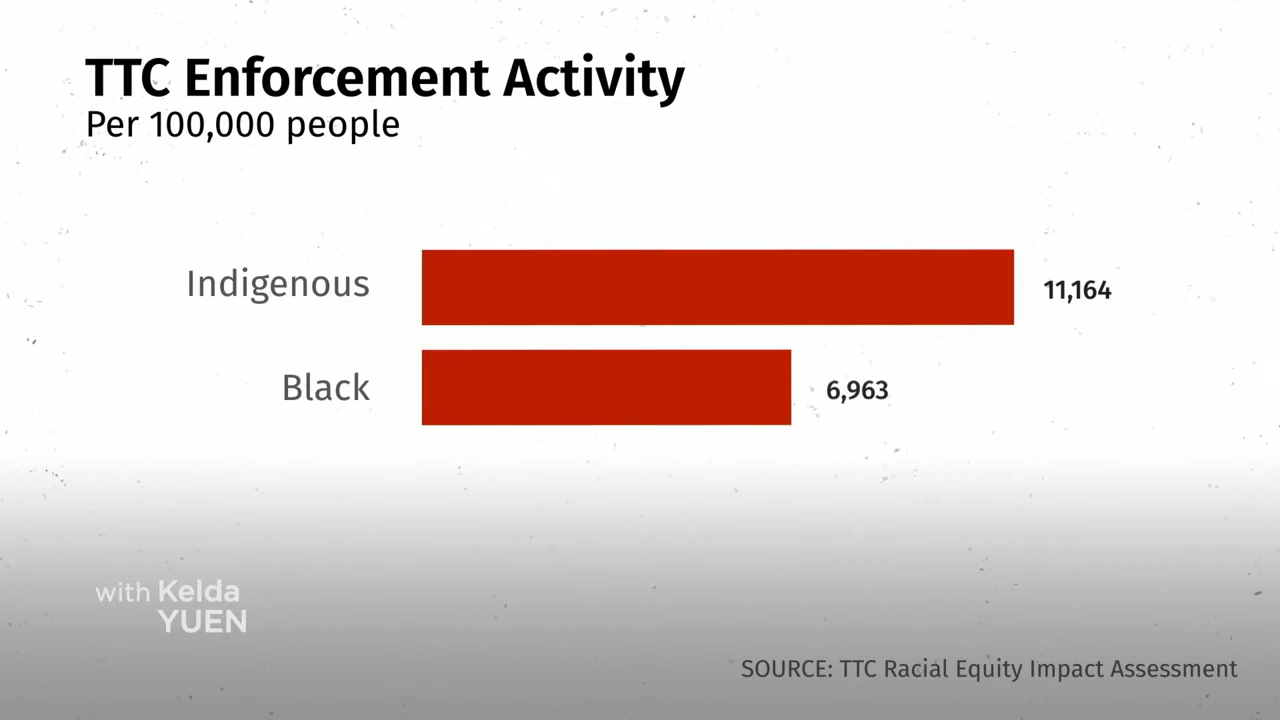 TTC Enforcement Activity
Per 100,000 people
Indigenous
11,164
Black
6,963
with Kelda
YUEN
SOURCE: TTC Racial Equity Impact Assessment